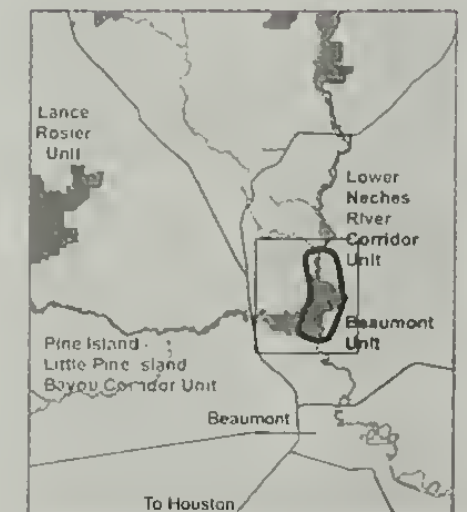 Lance
Rosier
Unit
Lower
Neches
River
Corridor
Unit
Beaumont
Unit
Pine Island -
Little Pine Island
Bayou Corridor Unit
Beaumont
To Houston